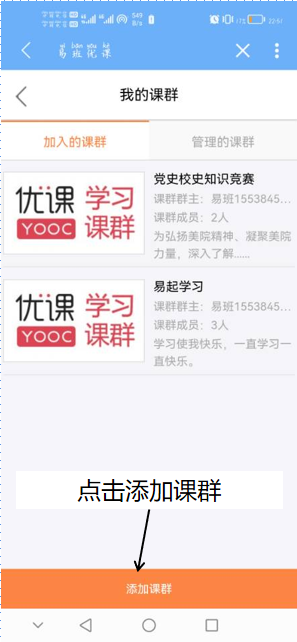 549
B/s
22:57
易班优课
我的课群
加入的课群
管理的课群
优课
YOOC
学习
课群
党史校史知识竞赛
课群群主：易班1553845...
课群成员：2人
为弘扬美院精神、凝聚美院
力量，深入了解......
优课
YOOC
学习
课群
易起学习
课群群主：易班1553845...
课群成员：3人
学习使我快乐，一直学习一
直快乐。
点击添加课群
添加课群